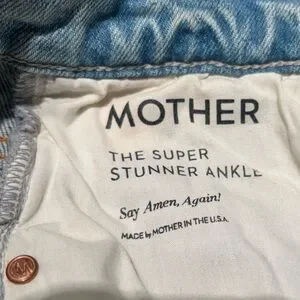 MOTHER
THE SUPER
STUNNER ANKLE
Say Amen, Again!
MADE by MOTHER IN THE U.S.A.
M